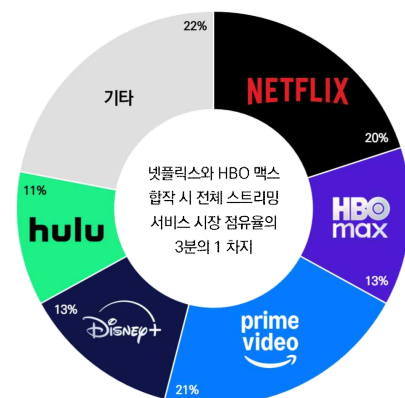 22%
기타
NETFLIX
20%
넷플릭스와 HBO 맥스
합작 시 전체 스트리밍
서비스 시장 점유율의
3분의 1 차지
11%
hulu
HBO
max
13%
13%
Disney+
prime
video
21%